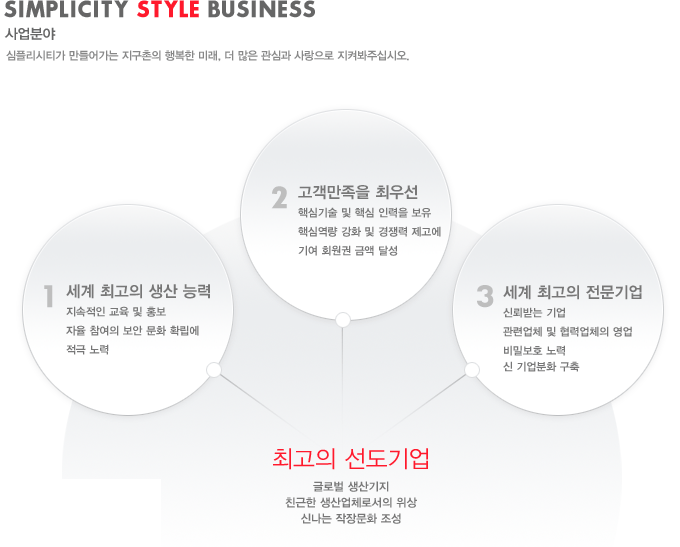 SIMPLICITY STYLE BUSINESS
사업분야
심플리시티가 만들어가는 지구촌의 행복한 미래, 더 많은 관심과 사랑으로 지켜봐주십시오.
1 세계 최고의 생산 능력
지속적인 교육 및 홍보
자율 참여의 보안 문화 확립에
적극 노력
2 고객만족을 최우선
핵심기술 및 핵심 인력을 보유
핵심역량 강화 및 경쟁력 제고에
기여 회원권 금액 달성
3 세계 최고의 전문기업
신뢰받는 기업
관련업체 및 협력업체의 영업
비밀보호 노력
신 기업분화 구축
최고의 선도기업
글로벌 생산기지
친근한 생산업체로서의 위상
신나는 작장문화 조성